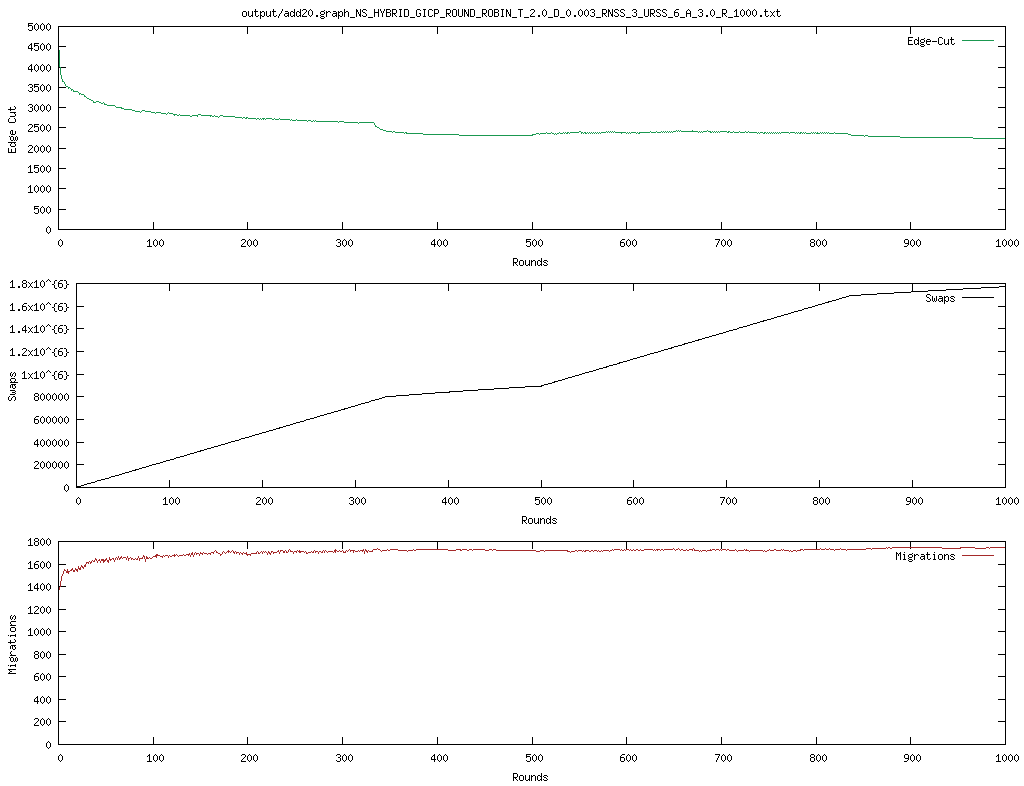 output/add20.graph_NS_HYBRID_GICP_ROUND_ROBIN_T_2.0_D_0.003_RNSS_3_URSS_6_A_3.0_R_1000.txt
5000
4500
4000
3500
3000
2500
2000
1500
1000
500
0
Edge Cut
Edge-Cut
0 100 200 300 400 500 600 700 800 900 1000
Rounds
1.8x10^{6}
1.6x10^{6}
1.4x10^{6}
1.2x10^{6}
1x10^{6}
800000
600000
400000
200000
0
Swaps
Swaps
0 100 200 300 400 500 600 700 800 900 1000
Rounds
1800
1600
1400
1200
1000
800
600
400
200
0
Migrations
Migrations
0 100 200 300 400 500 600 700 800 900 1000
Rounds